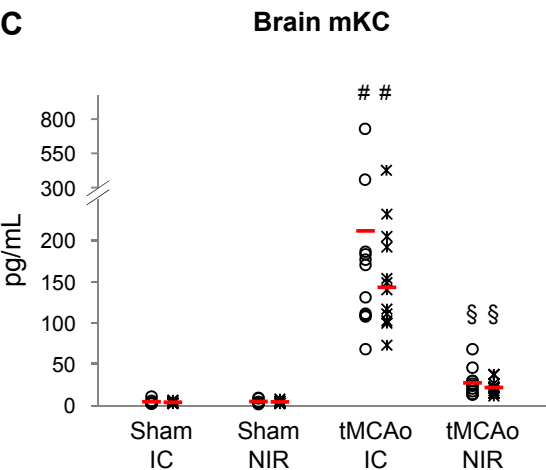 C
Brain mKC
# #
800
550
300
200
150
100
50
0
pg/mL
§ §
Sham IC
Sham NIR
tMCAo IC
tMCAo NIR